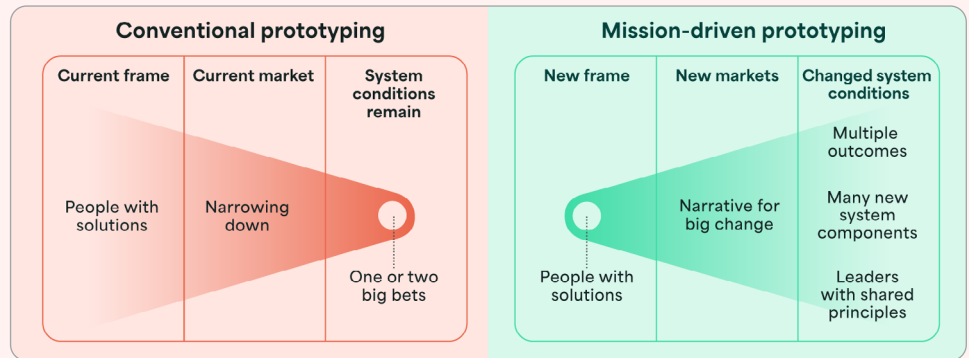 Conventional prototyping
Current frame
Current market
System
conditions
remain
People with
solutions
Narrowing
down
One or two
big bets
Mission-driven prototyping
New frame
New markets
Changed system
conditions
People with
solutions
Narrative for
big change
Multiple
outcomes
Many new
system
components
Leaders
with shared
principles